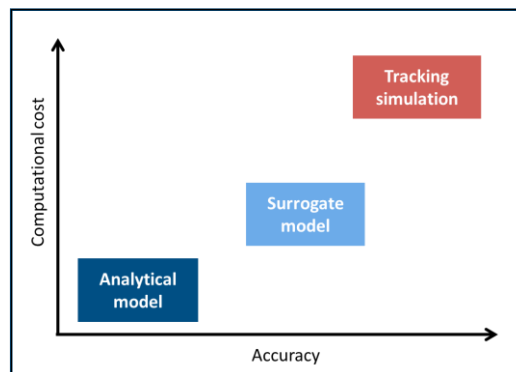 Computational cost
Tracking
simulation
Surrogate
model
Analytical
model
Accuracy